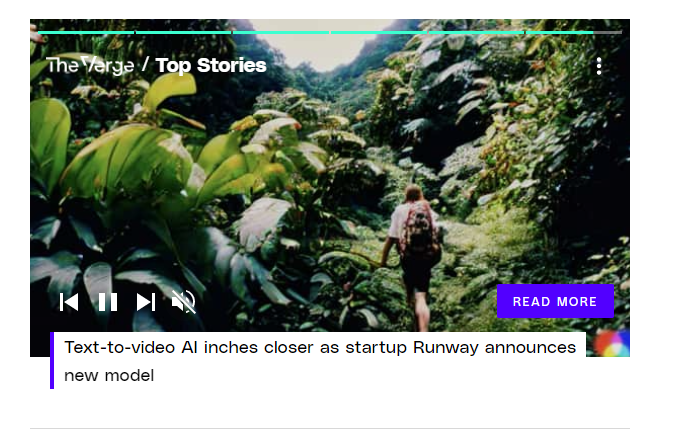 The Verge / Top Stories
READ MORE
Text-to-video AI inches closer as startup Runway announces
new model